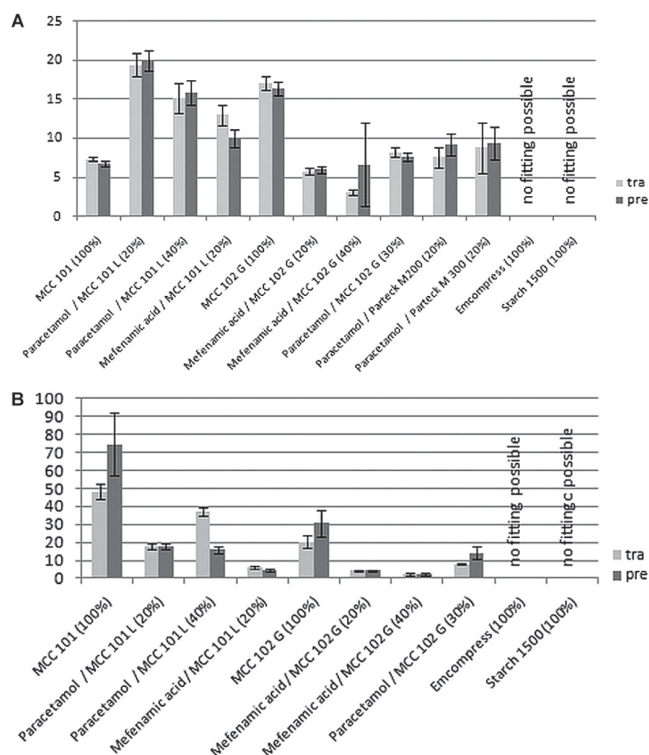 A
25
20
15
10
5
0
no fitting possible
no fitting possible
tra
pre
MCC 101 (100%)
Paracetamol / MCC 101 L (20%)
Paracetamol / MCC 101 L (40%)
Mefenamic acid / MCC 101 L (20%)
MCC 102 G (100%)
Mefenamic acid / MCC 102 G (20%)
Mefenamic acid / MCC 102 G (40%)
Paracetamol / MCC 102 G (30%)
Paracetamol / Parteck M200 (20%)
Paracetamol / Parteck M 300 (20%)
Emcompress (100%)
Starch 1500 (100%)
B
100
90
80
70
60
50
40
30
20
10
0
no fitting possible
no fittingc possible
tra
pre
MCC 101 (100%)
Paracetamol / MCC 101 L (20%)
Paracetamol / MCC 101 L (40%)
Mefenamic acid / MCC 101 L (20%)
MCC 102 G (100%)
Mefenamic acid / MCC 102 G (20%)
Mefenamic acid / MCC 102 G (40%)
Paracetamol / MCC 102 G (30%)
Emcompress (100%)
Starch 1500 (100%)